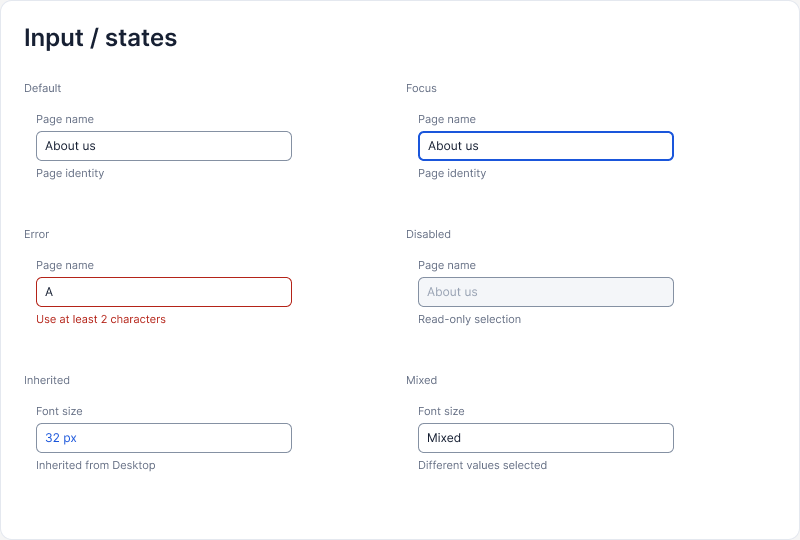 Input / states
Default
Page name
About us
Page identity
Focus
Page name
About us
Page identity
Error
Page name
A
Use at least 2 characters
Disabled
Page name
About us
Read-only selection
Inherited
Font size
32 px
Inherited from Desktop
Mixed
Font size
Mixed
Different values selected